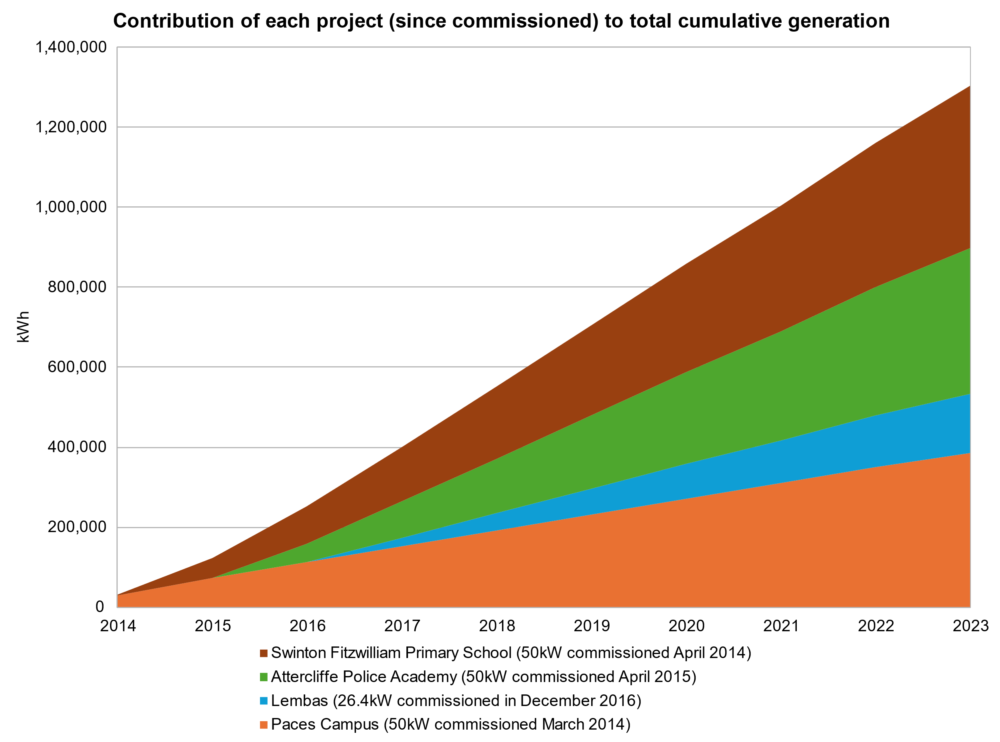 Contribution of each project (since commissioned) to total cumulative generation
1,400,000
1,200,000
1,000,000
800,000
600,000
400,000
200,000
0
kWh
2014 2015 2016 2017 2018 2019 2020 2021 2022 2023
Swinton Fitzwilliam Primary School (50kW commissioned April 2014)
Attercliffe Police Academy (50kW commissioned April 2015)
Lembas (26.4kW commissioned in December 2016)
Paces Campus (50kW commissioned March 2014)